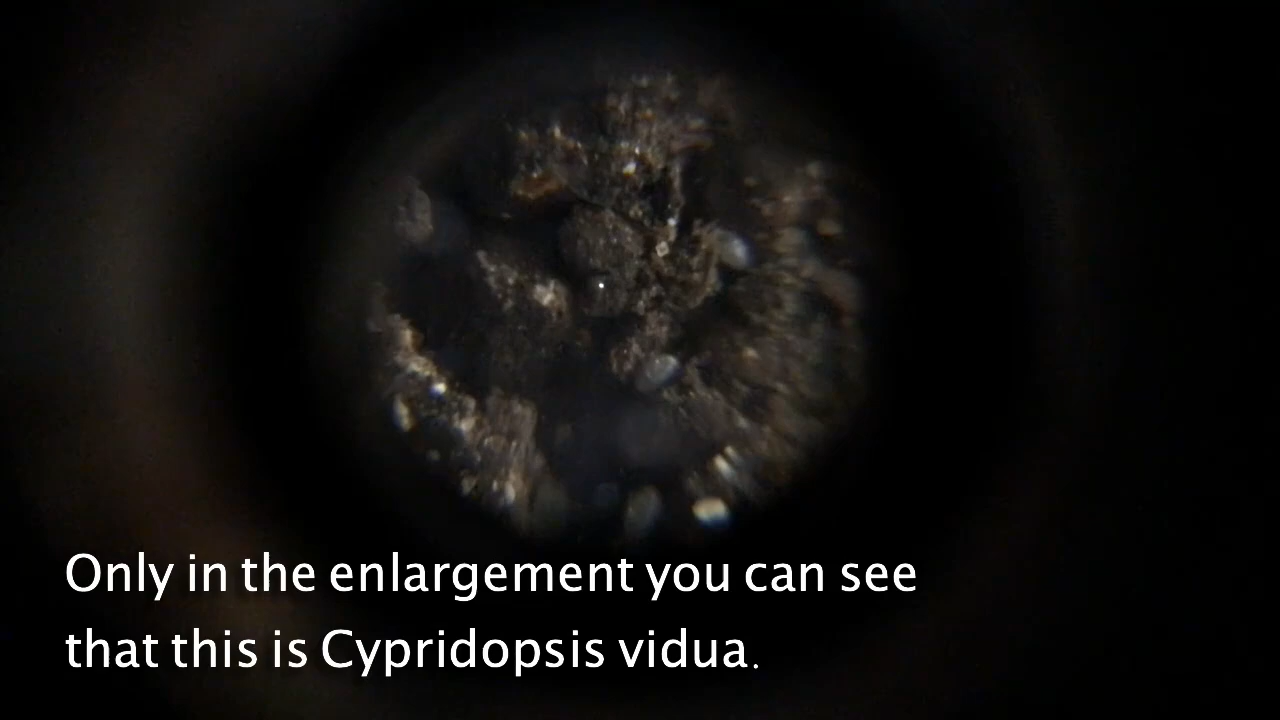 Only in the enlargement you can see
that this is Cypridopsis vidua.